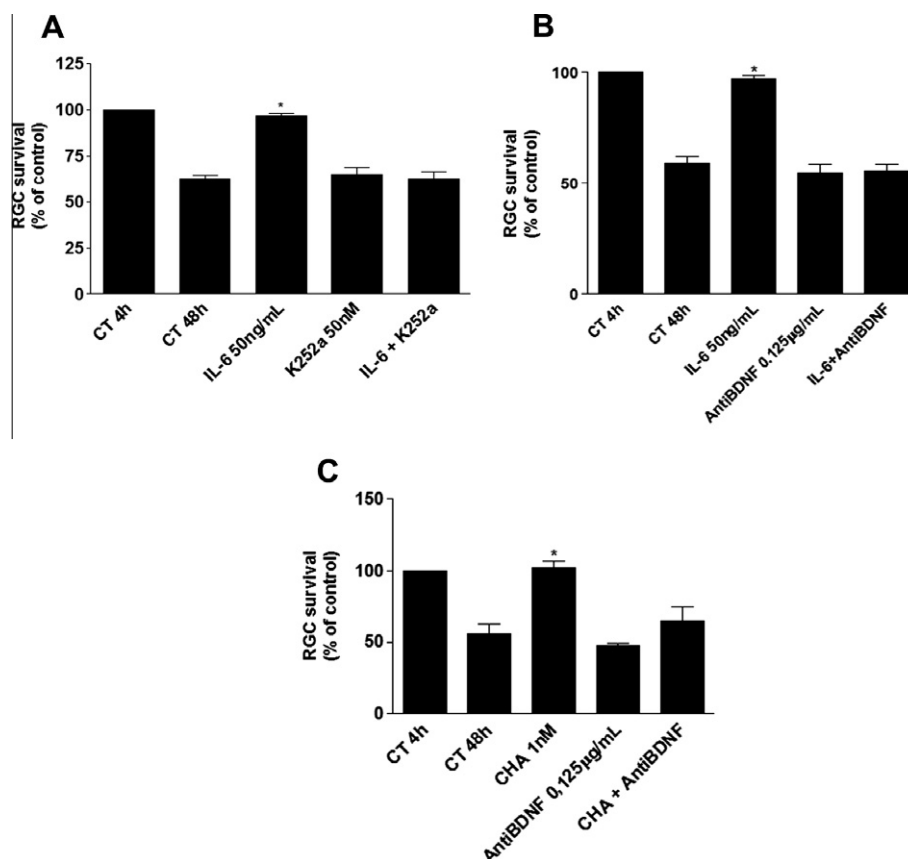 A
RGC survival
(% of control)
125
100
75
50
25
0
*
CT 4h
CT 48h
IL-6 50ng/mL
K252a 50nM
IL-6 + K252a
B
RGC survival
(% of control)
100
50
0
*
CT 4h
CT 48h
IL-6 50ng/mL
AntiBDNF 0.125µg/mL
IL-6+AntiBDNF
C
RGC survival
(% of control)
150
100
50
0
*
CT 4h
CT 48h
CHA 1nM
AntiBDNF 0,125µg/mL
CHA + AntiBDNF